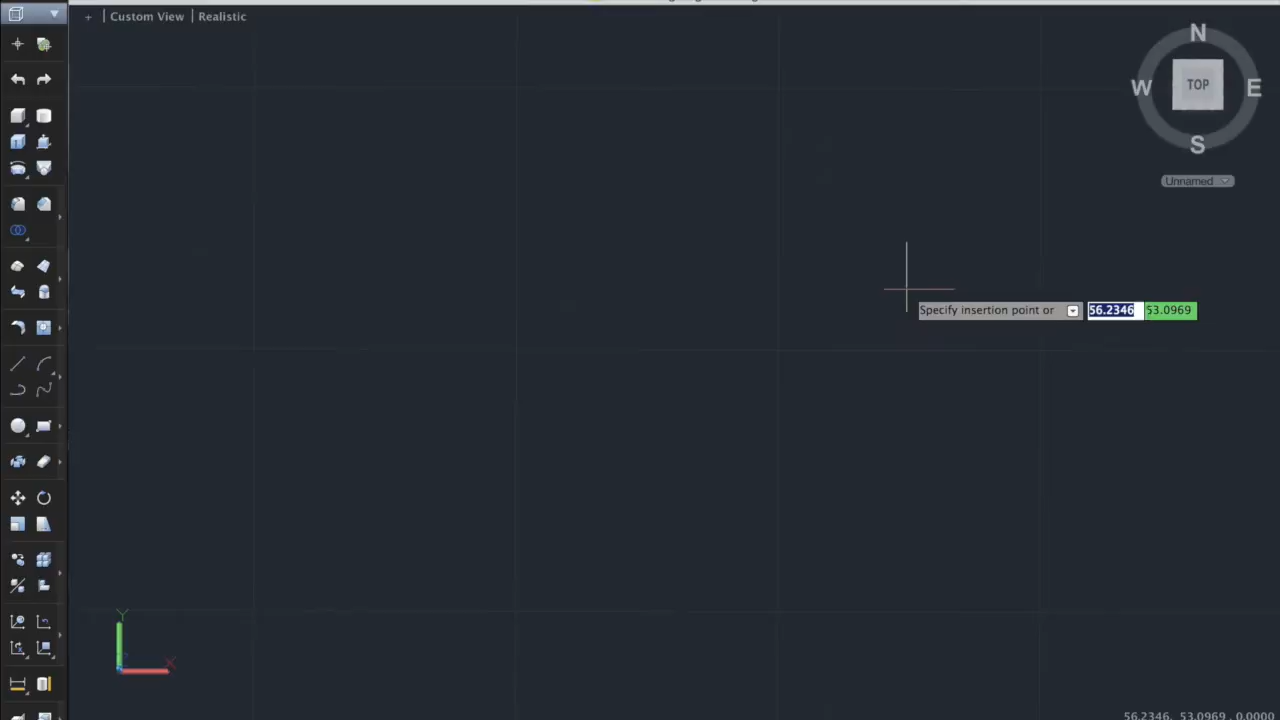 + | Custom View | Realistic
N
W TOP E
S
Unnamed
Specify insertion point or 56.2346 53.0969
Y
X
56.2346, 53.0969 , 0.0000